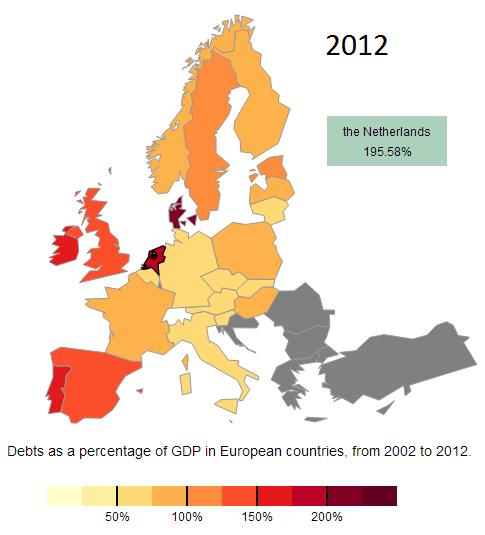 2012
the Netherlands
195.58%
Debts as a percentage of GDP in European countries, from 2002 to 2012.
50% 100% 150% 200%